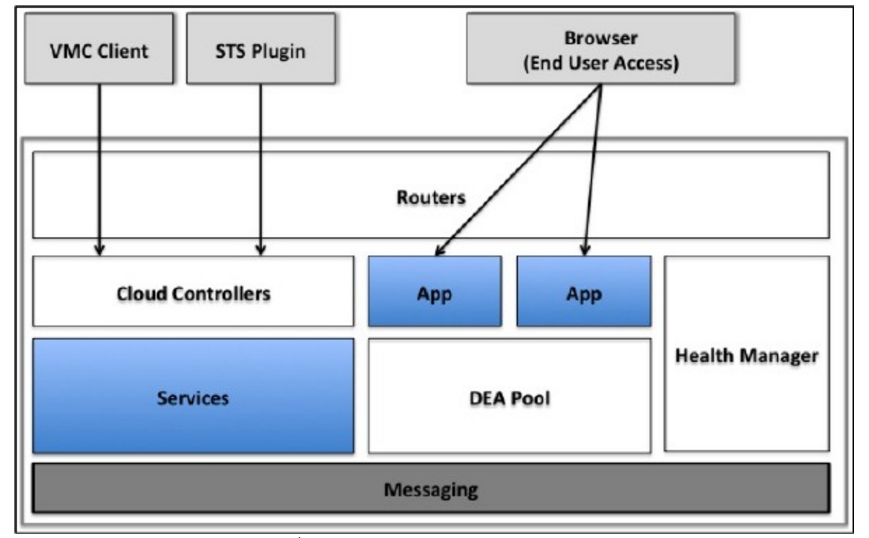 VMC Client
STS Plugin
Browser
(End User Access)
Routers
Cloud Controllers
App
App
Health Manager
Services
DEA Pool
Messaging